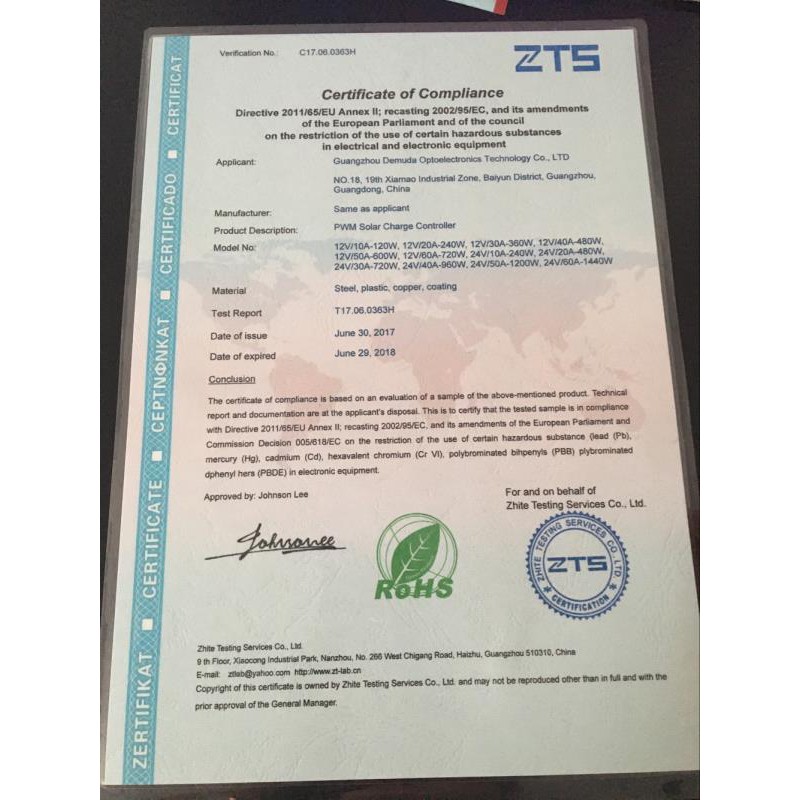 Verification No.: C17.06.0363H
ZTS
Certificate of Compliance
Directive 2011/65/EU Annex II; recasting 2002/95/EC, and its amendments
of the European Parliament and of the council
on the restriction of the use of certain hazardous substances
in electrical and electronic equipment
Applicant: Guangzhou Demuda Optoelectronics Technology Co., LTD
NO.18, 19th Xiamao Industrial Zone, Baiyun District, Guangzhou,
Guangdong, China
Manufacturer: Same as applicant
Product Description: PWM Solar Charge Controller
Model No: 12V/10A-120W, 12V/20A-240W, 12V/30A-360W, 12V/40A-480W,
12V/50A-600W, 12V/60A-720W, 24V/10A-240W, 24V/20A-480W,
24V/30A-720W, 24V/40A-960W, 24V/50A-1200W, 24V/60A-1440W
Material Steel, plastic, copper, coating
Test Report T17.06.0363H
Date of issue June 30, 2017
Date of expired June 29, 2018
Conclusion
The certificate of compliance is based on an evaluation of a sample of the above-mentioned product. Technical
report and documentation are at the applicant's disposal. This is to certify that the tested sample is in compliance
with Directive 2011/65/EU Annex II; recasting 2002/95/EC, and its amendments of the European Parliament and
Commission Decision 005/618/EC on the restriction of the use of certain hazardous substance (lead (Pb),
mercury (Hg), cadmium (Cd), hexavalent chromium (Cr VI), polybrominated bihpenyls (PBB) plybrominated
dphenyl hers (PBDE) in electronic equipment.
Approved by: Johnson Lee
For and on behalf of
Zhite Testing Services Co., Ltd.
Johnsonee
RoHS
ZHITE TESTING SERVICES CO., LTD
ZTS
CERTIFICATION
Zhite Testing Services Co., Ltd.
9 th Floor, Xiaocong Industrial Park, Nanzhou, No. 266 West Chigang Road, Haizhu, Guangzhou 510310, China
E-mail: ztlab@yahoo.com http://www.zt-lab.cn
Copyright of this certificate is owned by Zhite Testing Services Co., Ltd. and may not be reproduced other than in full and with the
prior approval of the General Manager.
ZERTIFIKAT ■ CERTIFICATE ■ CEPTNФNKAT ■ CERTIFICADO ■ CERTIFICAT